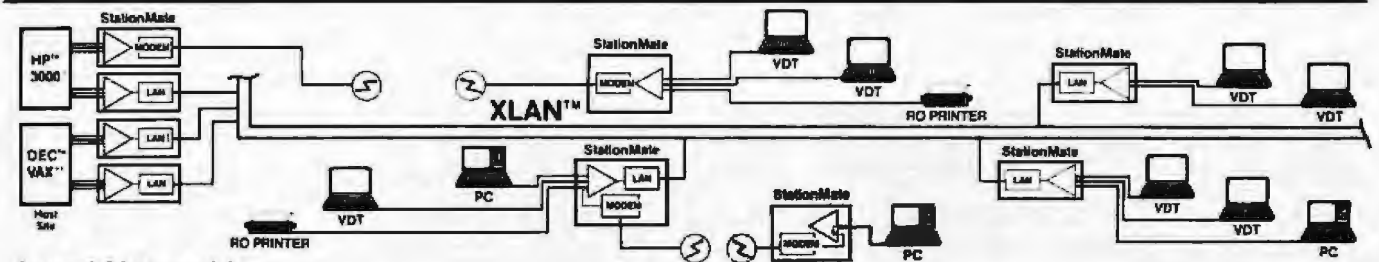 StationMate
HP™
3000
MODEM
LAN
DEC™
VAX™
LAN
LAN
Host
Site
StationMate
MODEM
VDT
VDT
RO PRINTER
XLAN™
LAN
VDT
VDT
StationMate
LAN
MODEM
PC
VDT
RO PRINTER
StationMate
MODEM
PC
StationMate
LAN
VDT
VDT
PC
StationMate